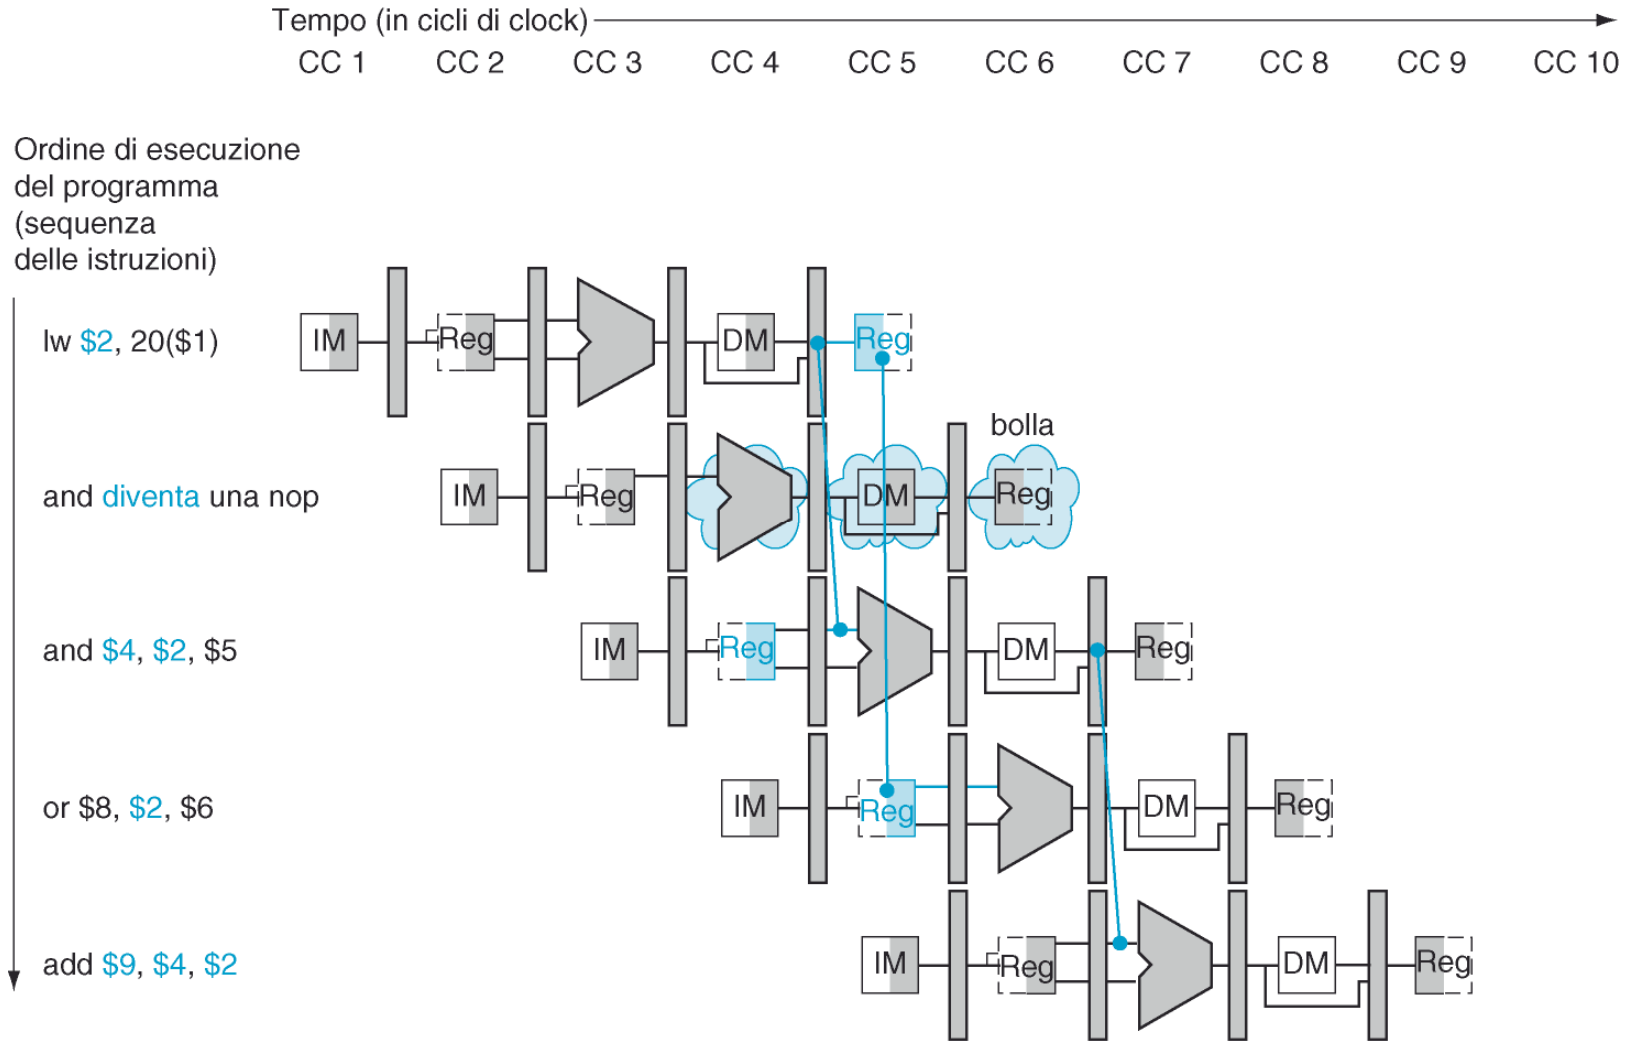 Tempo (in cicli di clock)
CC 1 CC 2 CC 3 CC 4 CC 5 CC 6 CC 7 CC 8 CC 9 CC 10
Ordine di esecuzione
del programma
(sequenza
delle istruzioni)
lw $2, 20($1) IM Reg DM Reg
bolla
and diventa una nop IM Reg DM Reg
and $4, $2, $5 IM Reg DM Reg
or $8, $2, $6 IM Reg DM Reg
add $9, $4, $2 IM Reg DM Reg